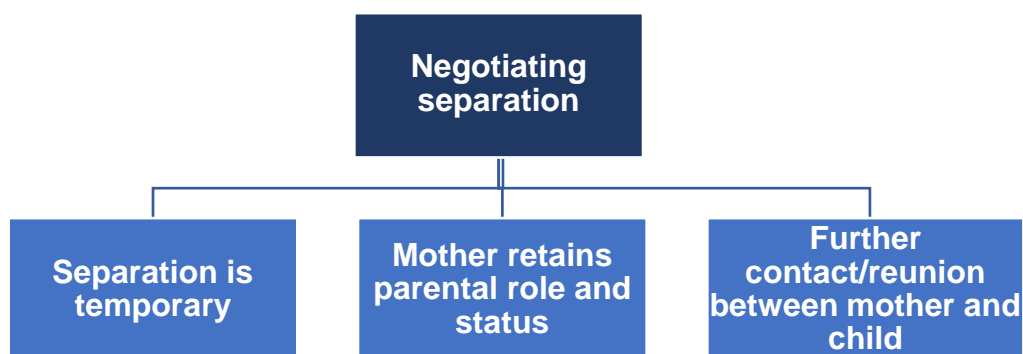 Negotiating
separation
Separation is
temporary
Mother retains
parental role and
status
Further
contact/reunion
between mother and
child